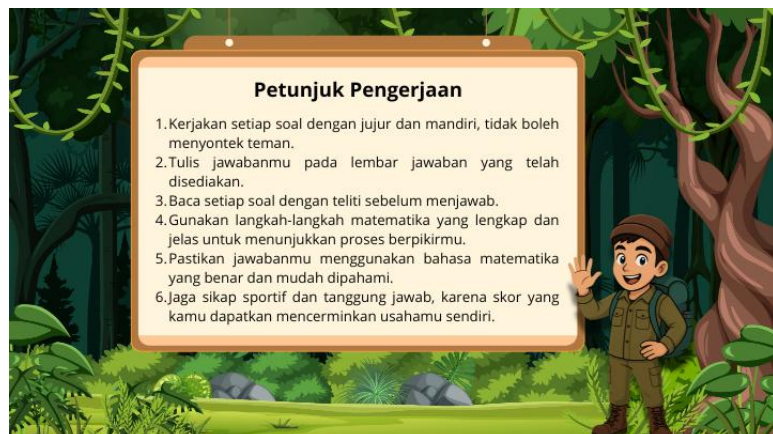 Petunjuk Pengerjaan
1. Kerjakan setiap soal dengan jujur dan mandiri, tidak boleh
menyontek teman.
2. Tulis jawabanmu pada lembar jawaban yang telah
disediakan.
3. Baca setiap soal dengan teliti sebelum menjawab.
4. Gunakan langkah-langkah matematika yang lengkap dan
jelas untuk menunjukkan proses berpikirmu.
5. Pastikan jawabanmu menggunakan bahasa matematika
yang benar dan mudah dipahami.
6. Jaga sikap sportif dan tanggung jawab, karena skor yang
kamu dapatkan mencerminkan usahamu sendiri.